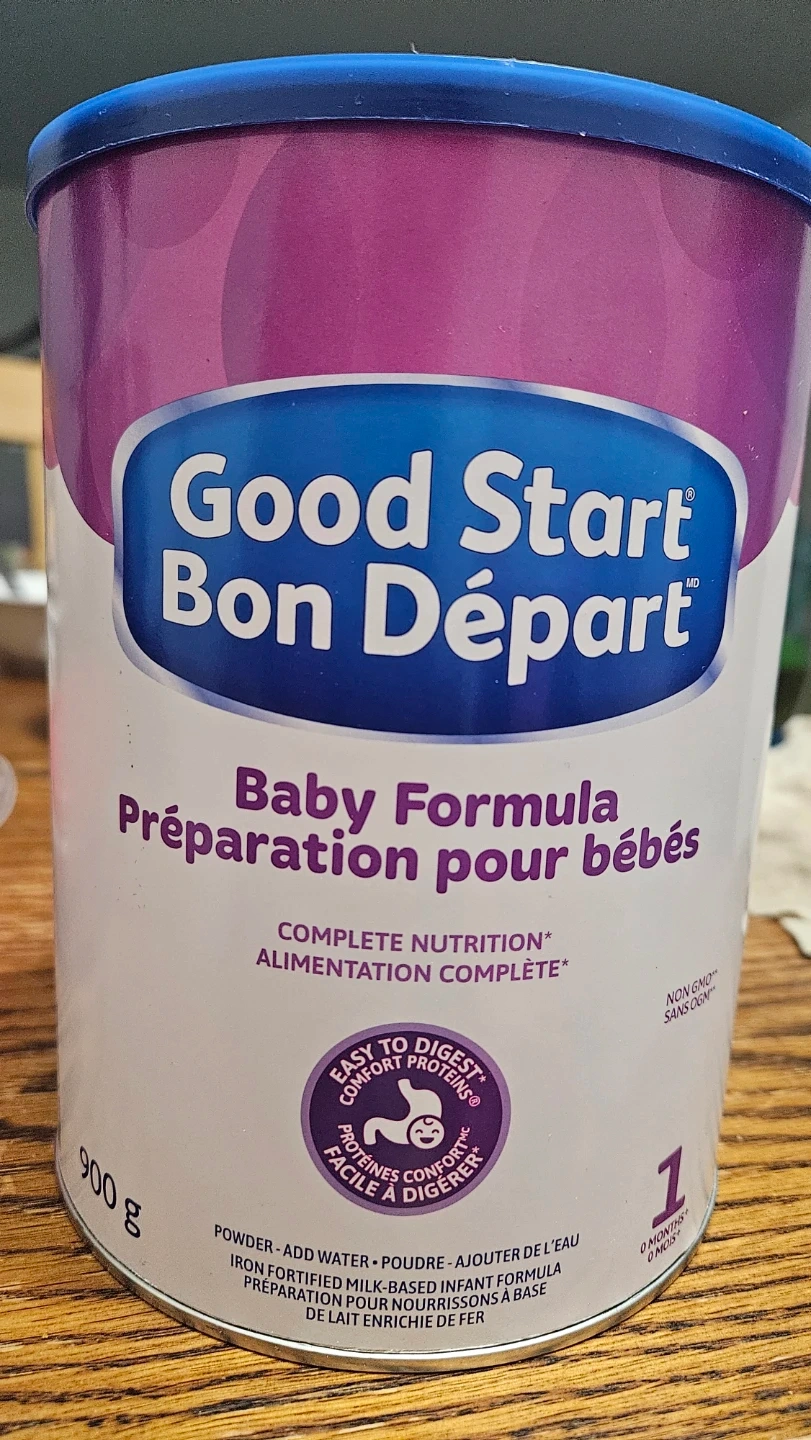 Good Start®
Bon Départ MD
Baby Formula
Préparation pour bébés
COMPLETE NUTRITION*
ALIMENTATION COMPLÈTE*
NON GMO**
SANS OGM**
EASY TO DIGEST*
COMFORT PROTEINS®
PROTÉINES CONFORT MC
FACILE À DIGÉRER*
900 g
1
0 MONTHS+
0 MOIS+
POWDER - ADD WATER • POUDRE - AJOUTER DE L'EAU
IRON FORTIFIED MILK-BASED INFANT FORMULA
PRÉPARATION POUR NOURRISSONS À BASE
DE LAIT ENRICHIE DE FER